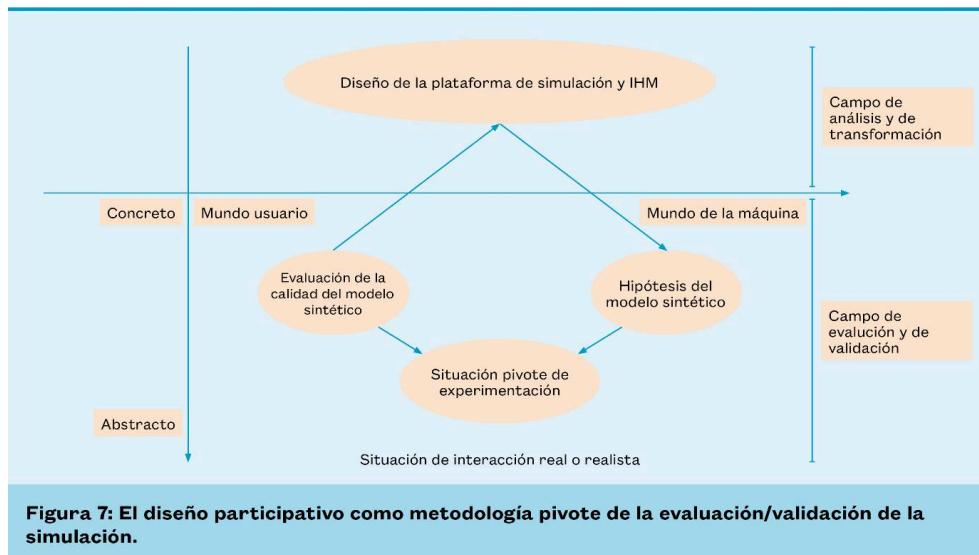 Diseño de la plataforma de simulación y IHM
Campo de
análisis y de
transformación
Concreto
Mundo usuario
Mundo de la máquina
Evaluación de la
calidad del modelo
sintético
Hipótesis del
modelo sintético
Campo de
evalución y de
validación
Situación pivote de
experimentación
Abstracto
Situación de interacción real o realista
Figura 7: El diseño participativo como metodología pivote de la evaluación/validación de la
simulación.